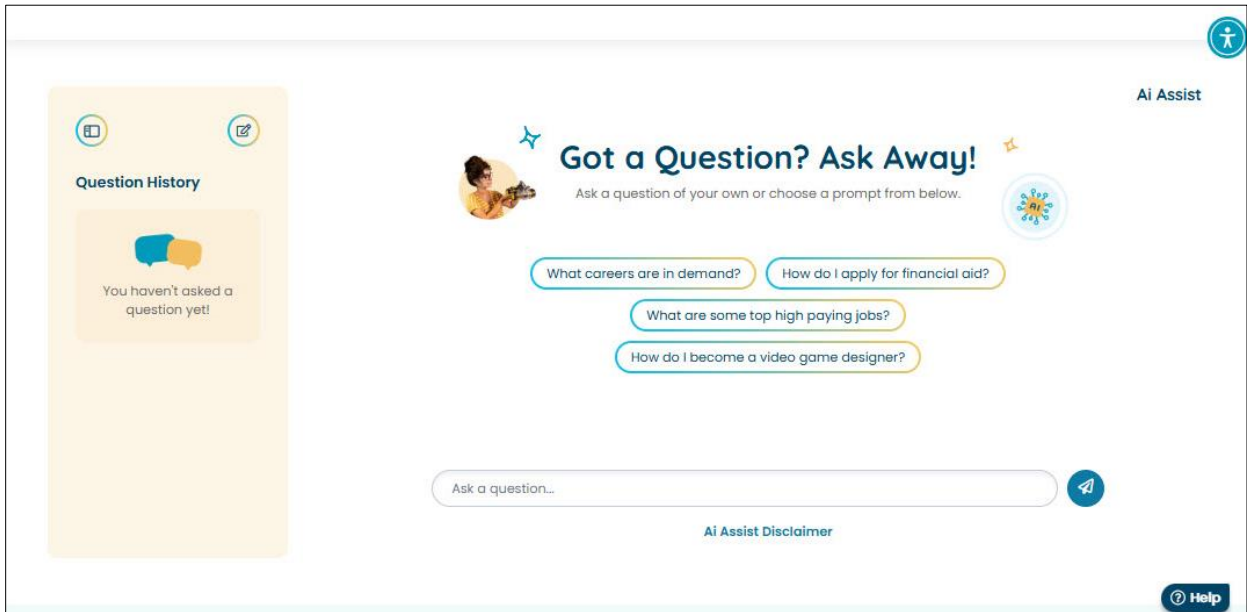 Ai Assist
Question History
You haven't asked a
question yet!
Got a Question? Ask Away!
Ask a question of your own or choose a prompt from below.
AI
What careers are in demand?
How do I apply for financial aid?
What are some top high paying jobs?
How do I become a video game designer?
Ask a question...
Ai Assist Disclaimer
? Help